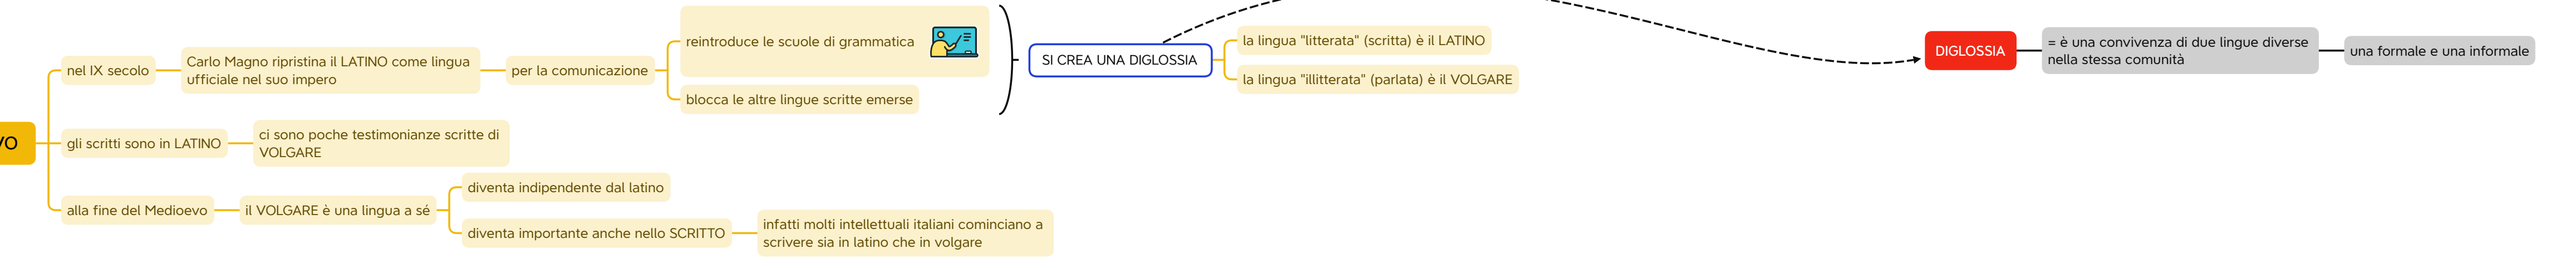 nel IX secolo
Carlo Magno ripristina il LATINO come lingua
ufficiale nel suo impero
per la comunicazione
reintroduce le scuole di grammatica
blocca le altre lingue scritte emerse
SI CREA UNA DIGLOSSIA
la lingua "litterata" (scritta) è il LATINO
la lingua "illitterata" (parlata) è il VOLGARE
DIGLOSSIA
= è una convivenza di due lingue diverse
nella stessa comunità
una formale e una informale
VO
gli scritti sono in LATINO
ci sono poche testimonianze scritte di
VOLGARE
alla fine del Medioevo
il VOLGARE è una lingua a sé
diventa indipendente dal latino
diventa importante anche nello SCRITTO
infatti molti intellettuali italiani cominciano a
scrivere sia in latino che in volgare